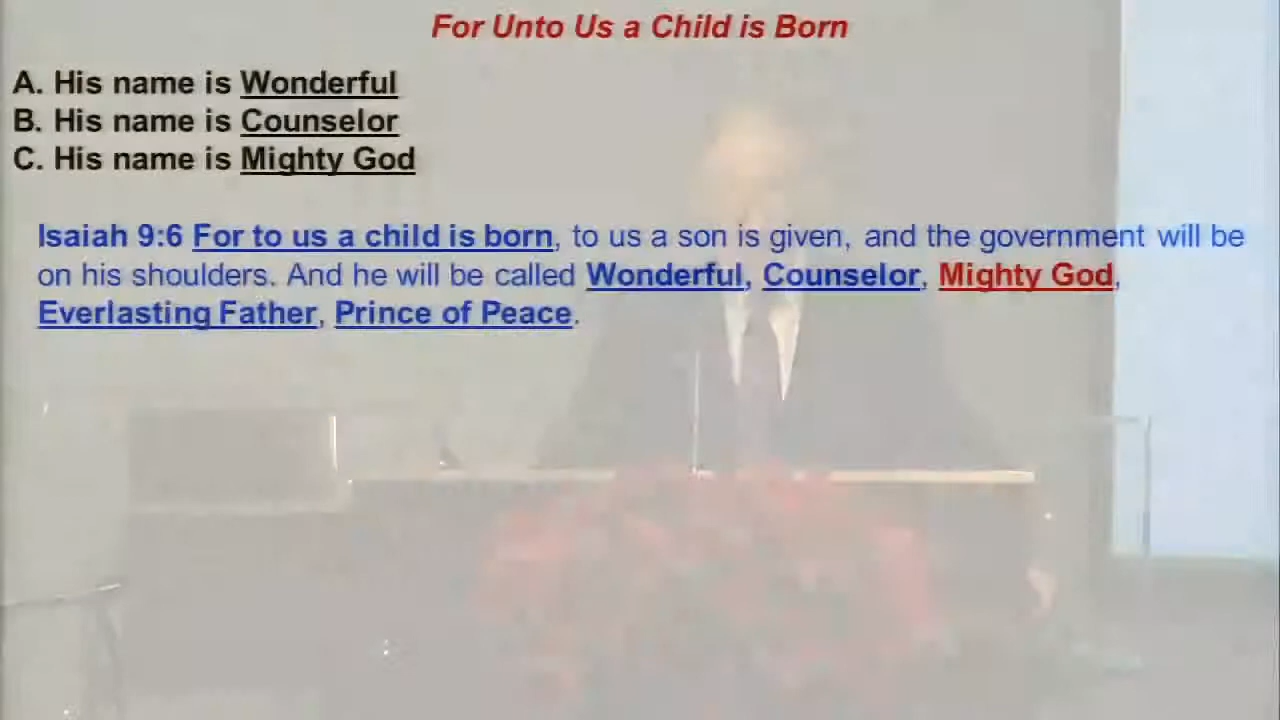 For Unto Us a Child is Born
A. His name is Wonderful
B. His name is Counselor
C. His name is Mighty God
Isaiah 9:6 For to us a child is born, to us a son is given, and the government will be
on his shoulders. And he will be called Wonderful, Counselor, Mighty God,
Everlasting Father, Prince of Peace.